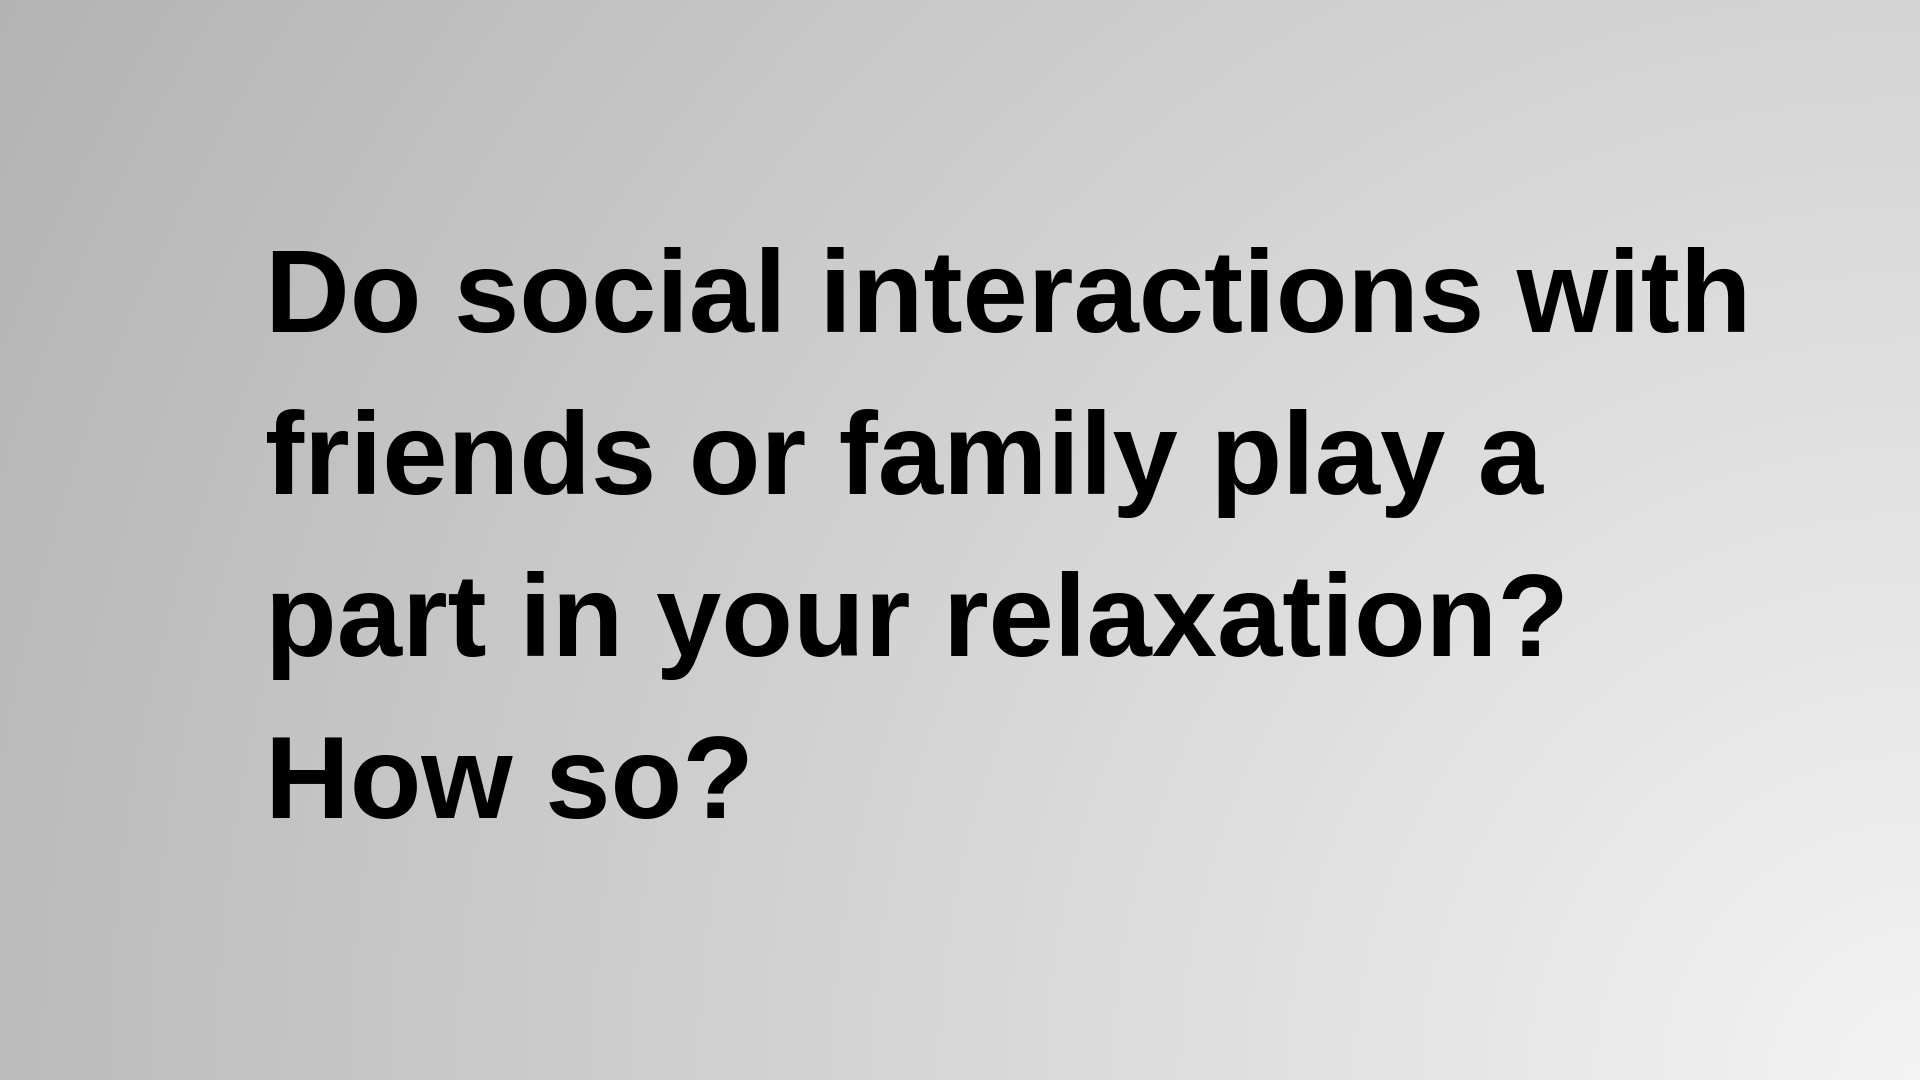 Do social interactions with
friends or family play a
part in your relaxation?
How so?